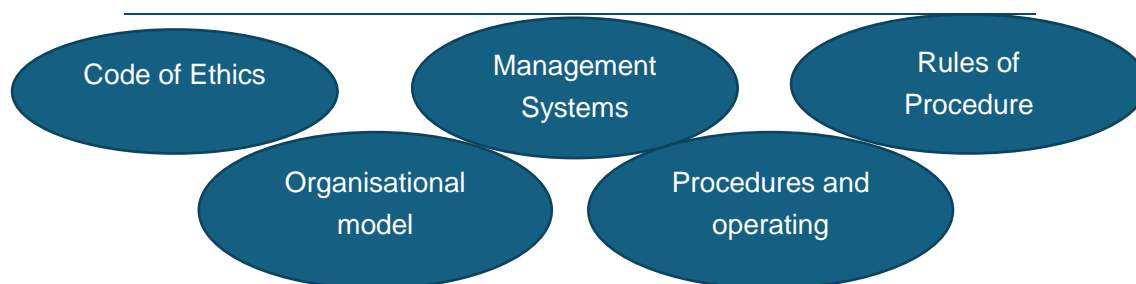 Code of Ethics
Management
Systems
Rules of
Procedure
Organisational
model
Procedures and
operating